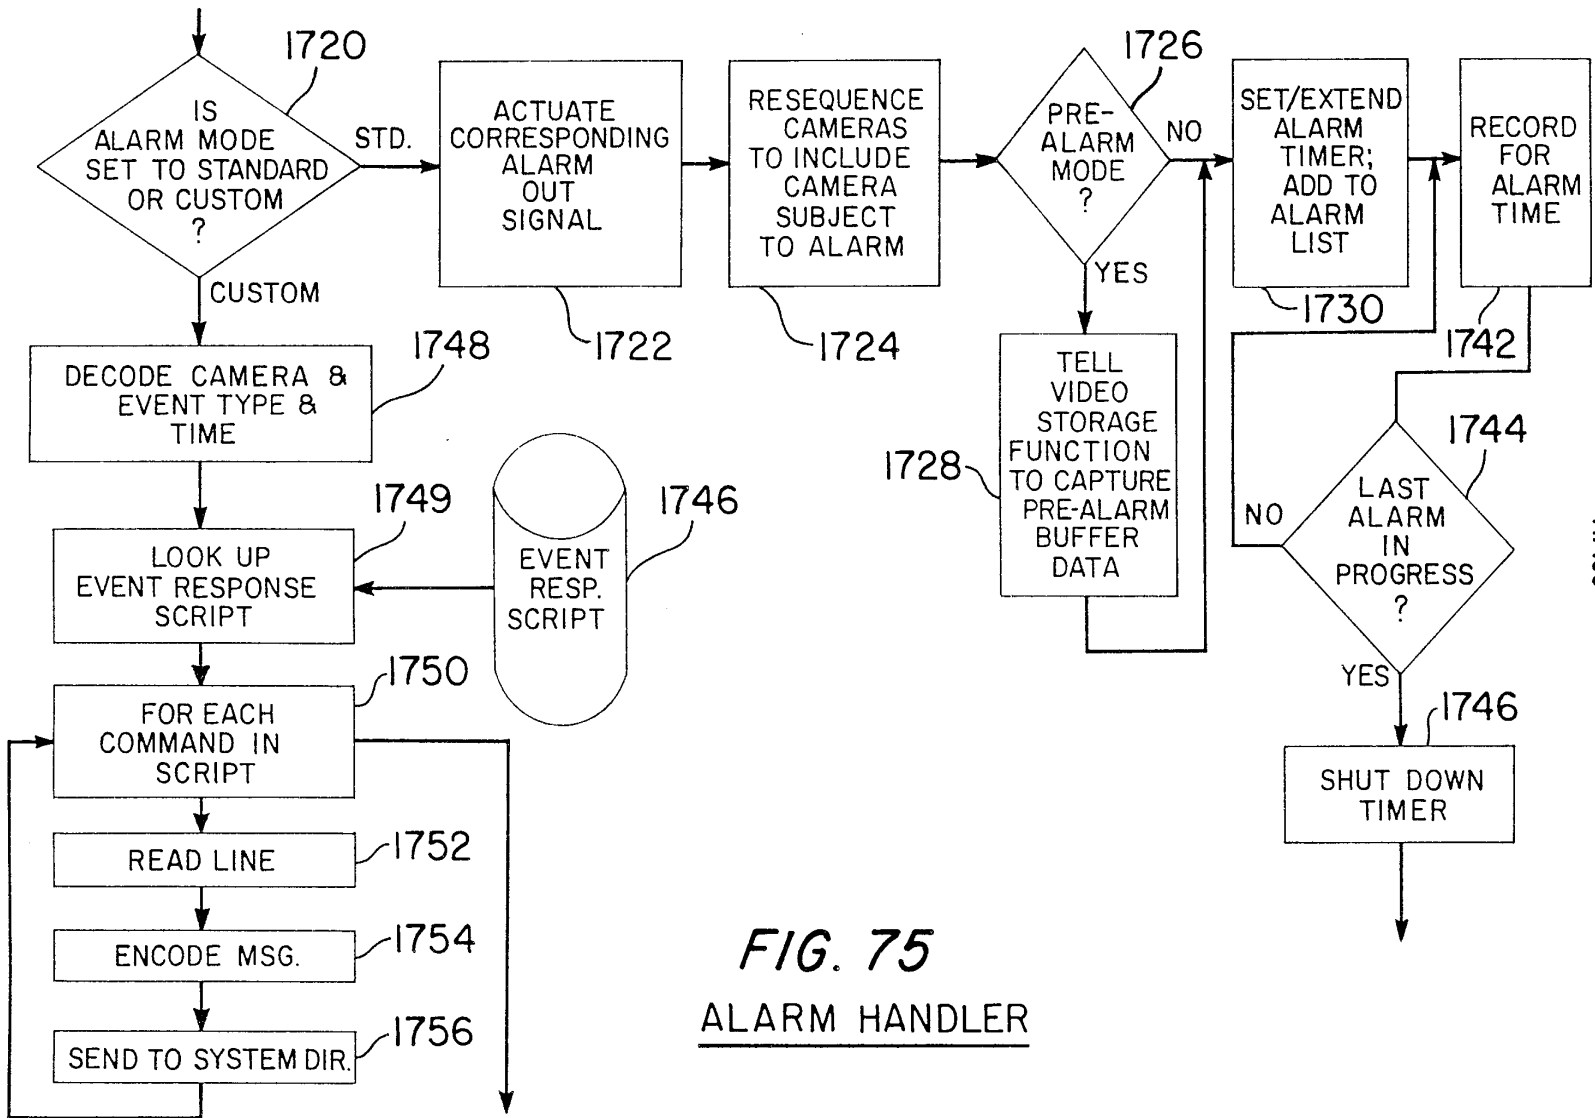 1720
IS
ALARM MODE
SET TO STANDARD
OR CUSTOM
?
STD.
CUSTOM
ACTUATE
CORRESPONDING
ALARM
OUT
SIGNAL
1722
RESEQUENCE
CAMERAS
TO INCLUDE
CAMERA
SUBJECT
TO ALARM
1724
1726
PRE-
ALARM
MODE
?
NO
YES
SET/EXTEND
ALARM
TIMER;
ADD TO
ALARM
LIST
1730
RECORD
FOR
ALARM
TIME
1742
TELL
VIDEO
STORAGE
FUNCTION
TO CAPTURE
PRE-ALARM
BUFFER
DATA
1728
1744
LAST
ALARM
IN
PROGRESS
?
NO
YES
1746
SHUT DOWN
TIMER
1748
DECODE CAMERA &
EVENT TYPE &
TIME
1749
LOOK UP
EVENT RESPONSE
SCRIPT
1746
EVENT
RESP.
SCRIPT
1750
FOR EACH
COMMAND IN
SCRIPT
1752
READ LINE
1754
ENCODE MSG.
1756
SEND TO SYSTEM DIR.
FIG. 75
ALARM HANDLER